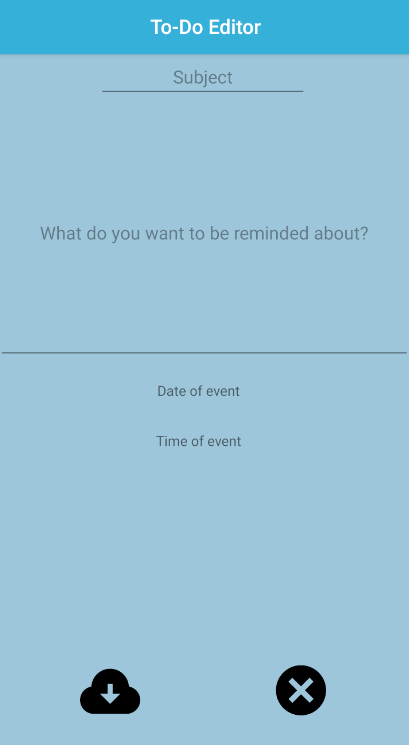 To-Do Editor
Subject
What do you want to be reminded about?
Date of event
Time of event